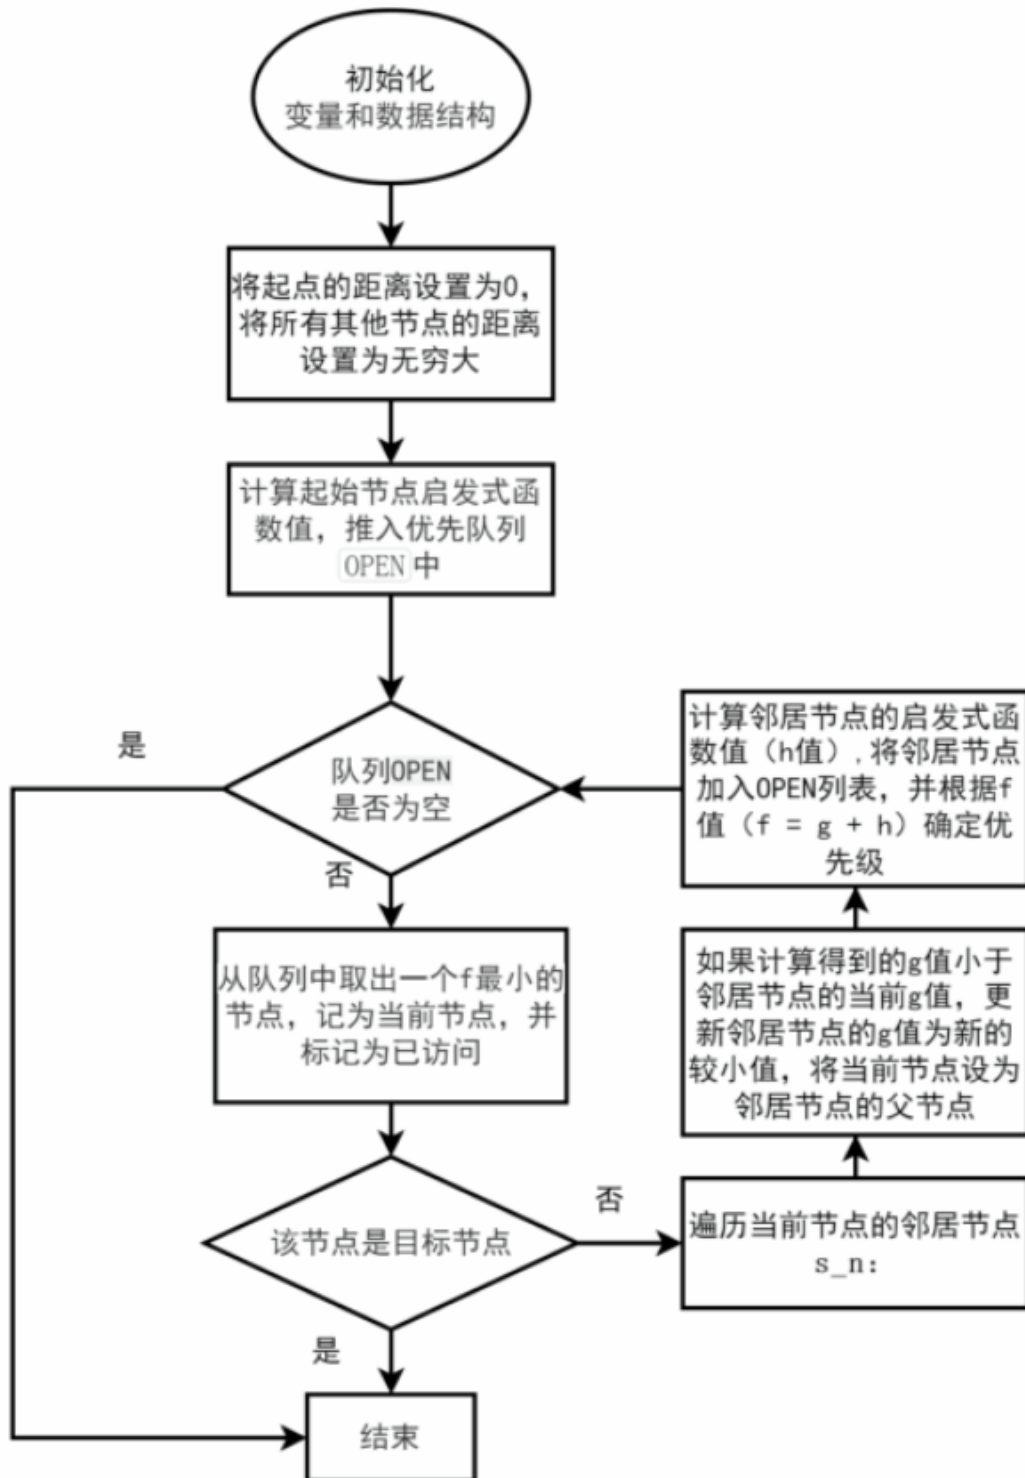 初始化
变量和数据结构
将起点的距离设置为0，
将所有其他节点的距离
设置为无穷大
计算起始节点启发式函
数值，推入优先队列
OPEN中
是
队列OPEN
是否为空
否
从队列中取出一个f最小的
节点，记为当前节点，并
标记为已访问
该节点是目标节点
否
是
结束
遍历当前节点的邻居节点
s_n：
如果计算得到的g值小于
邻居节点的当前g值，更
新邻居节点的g值为新的
较小值，将当前节点设为
邻居节点的父节点
计算邻居节点的启发式函
数值（h值）,将邻居节点
加入OPEN列表，并根据f
值（f = g + h）确定优
先级